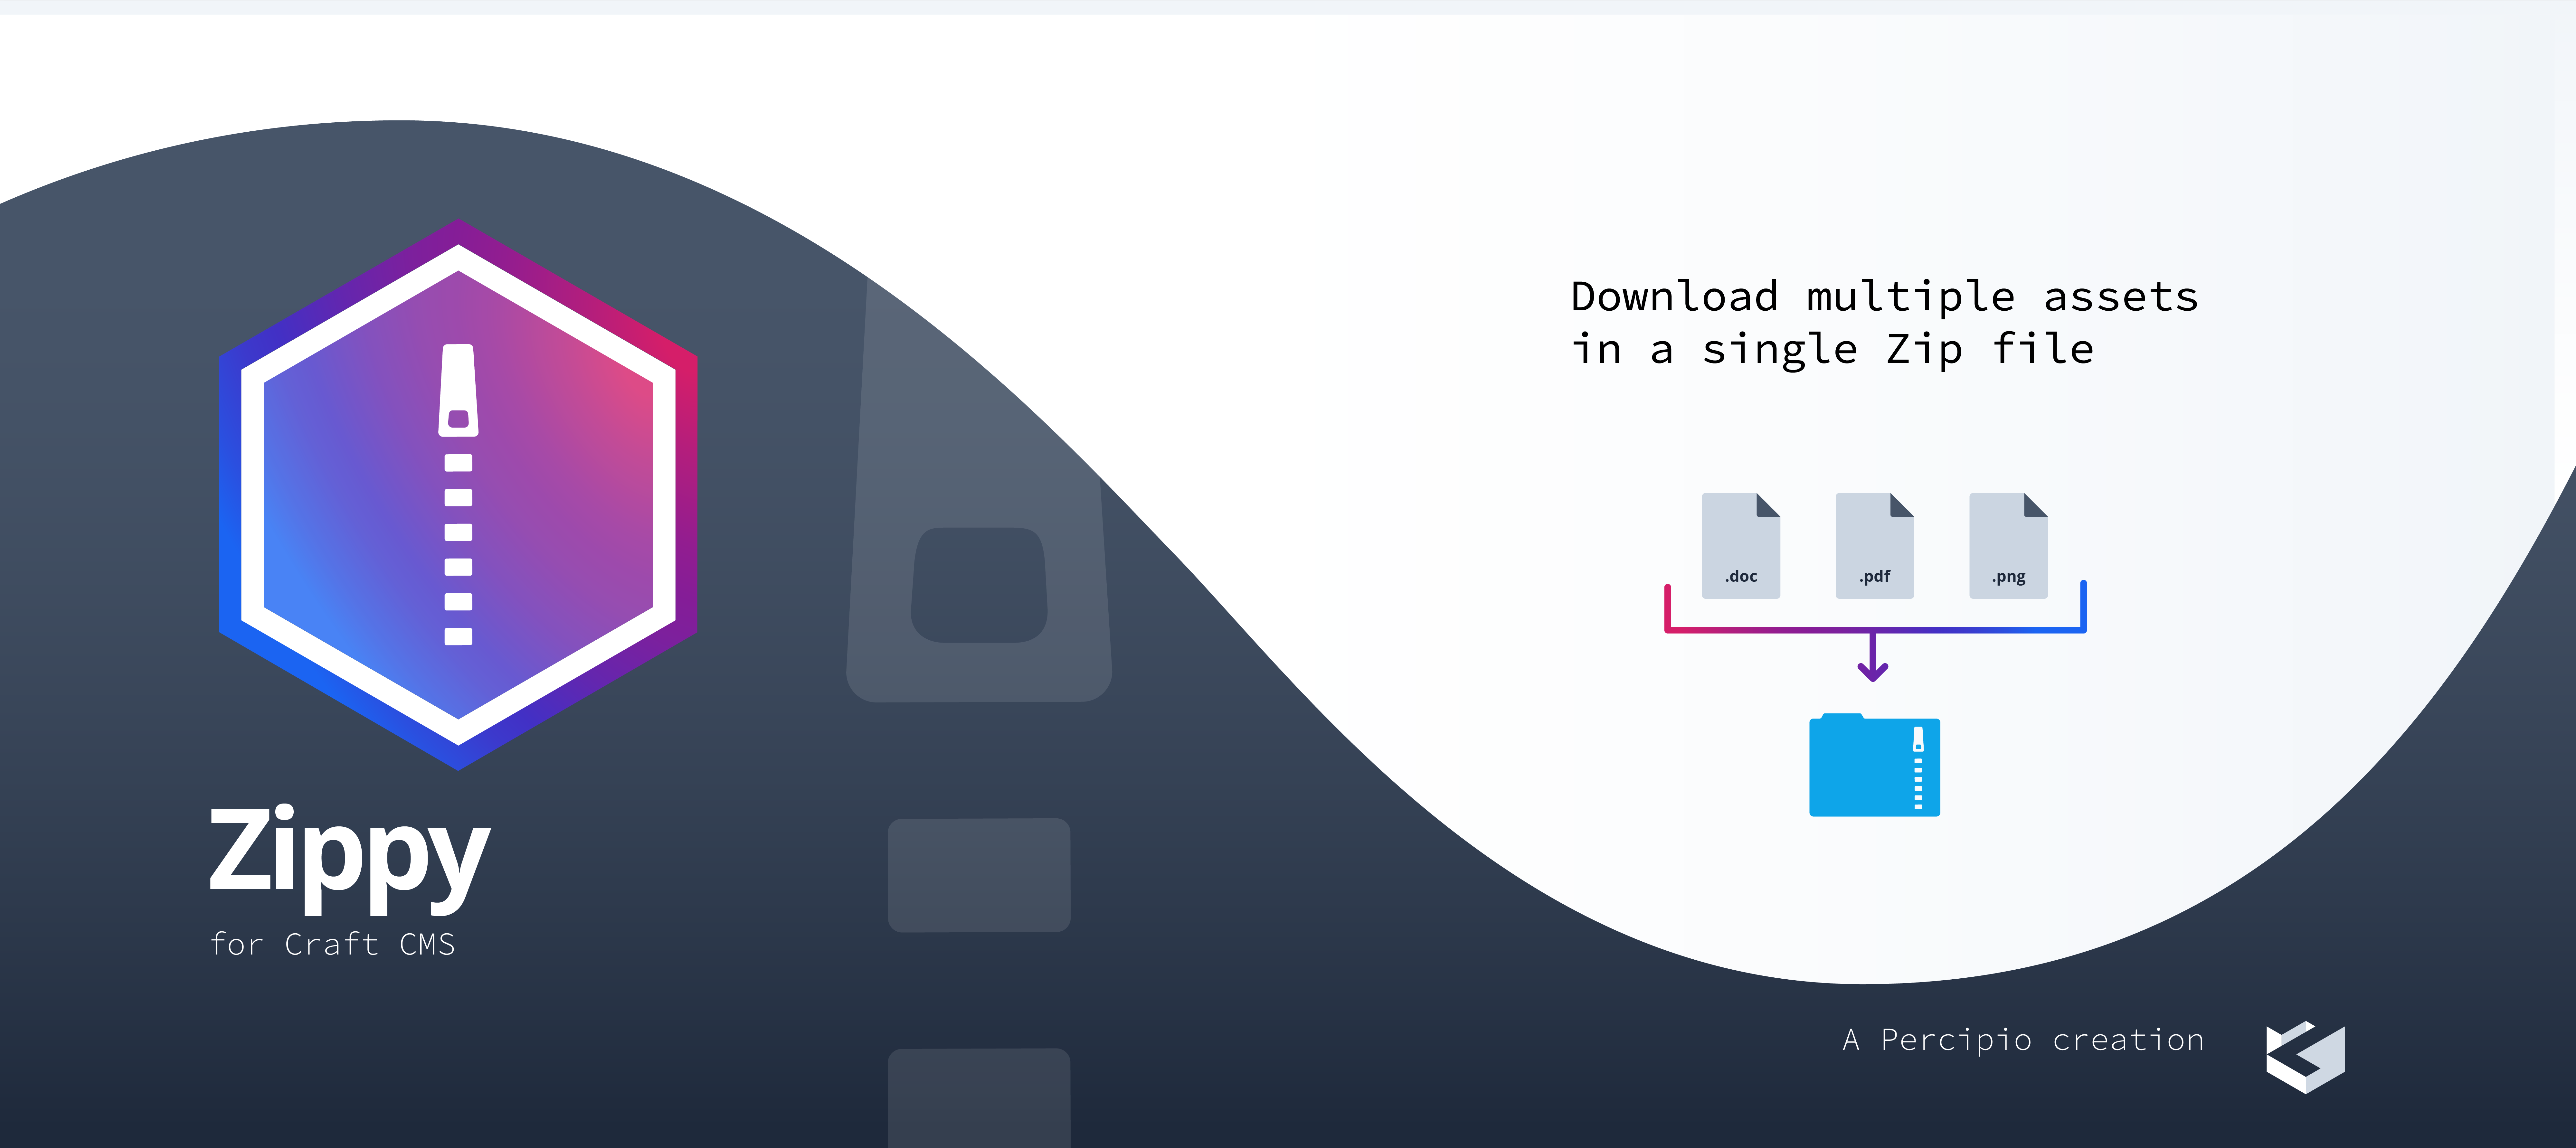 Zippy
for Craft CMS
Download multiple assets
in a single Zip file
.doc
.pdf
.png
A Percipio creation